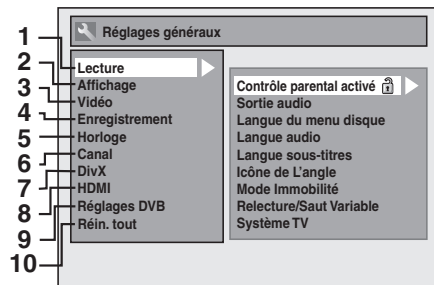 Réglages généraux
1 Lecture
2 Affichage
3 Vidéo
4 Enregistrement
5 Horloge
6 Canal
7 DivX
8 HDMI
9 Réglages DVB
10 Réin. tout
Contrôle parental activé
Sortie audio
Langue du menu disque
Langue audio
Langue sous-titres
Icône de L'angle
Mode Immobilité
Relecture/Saut Variable
Système TV